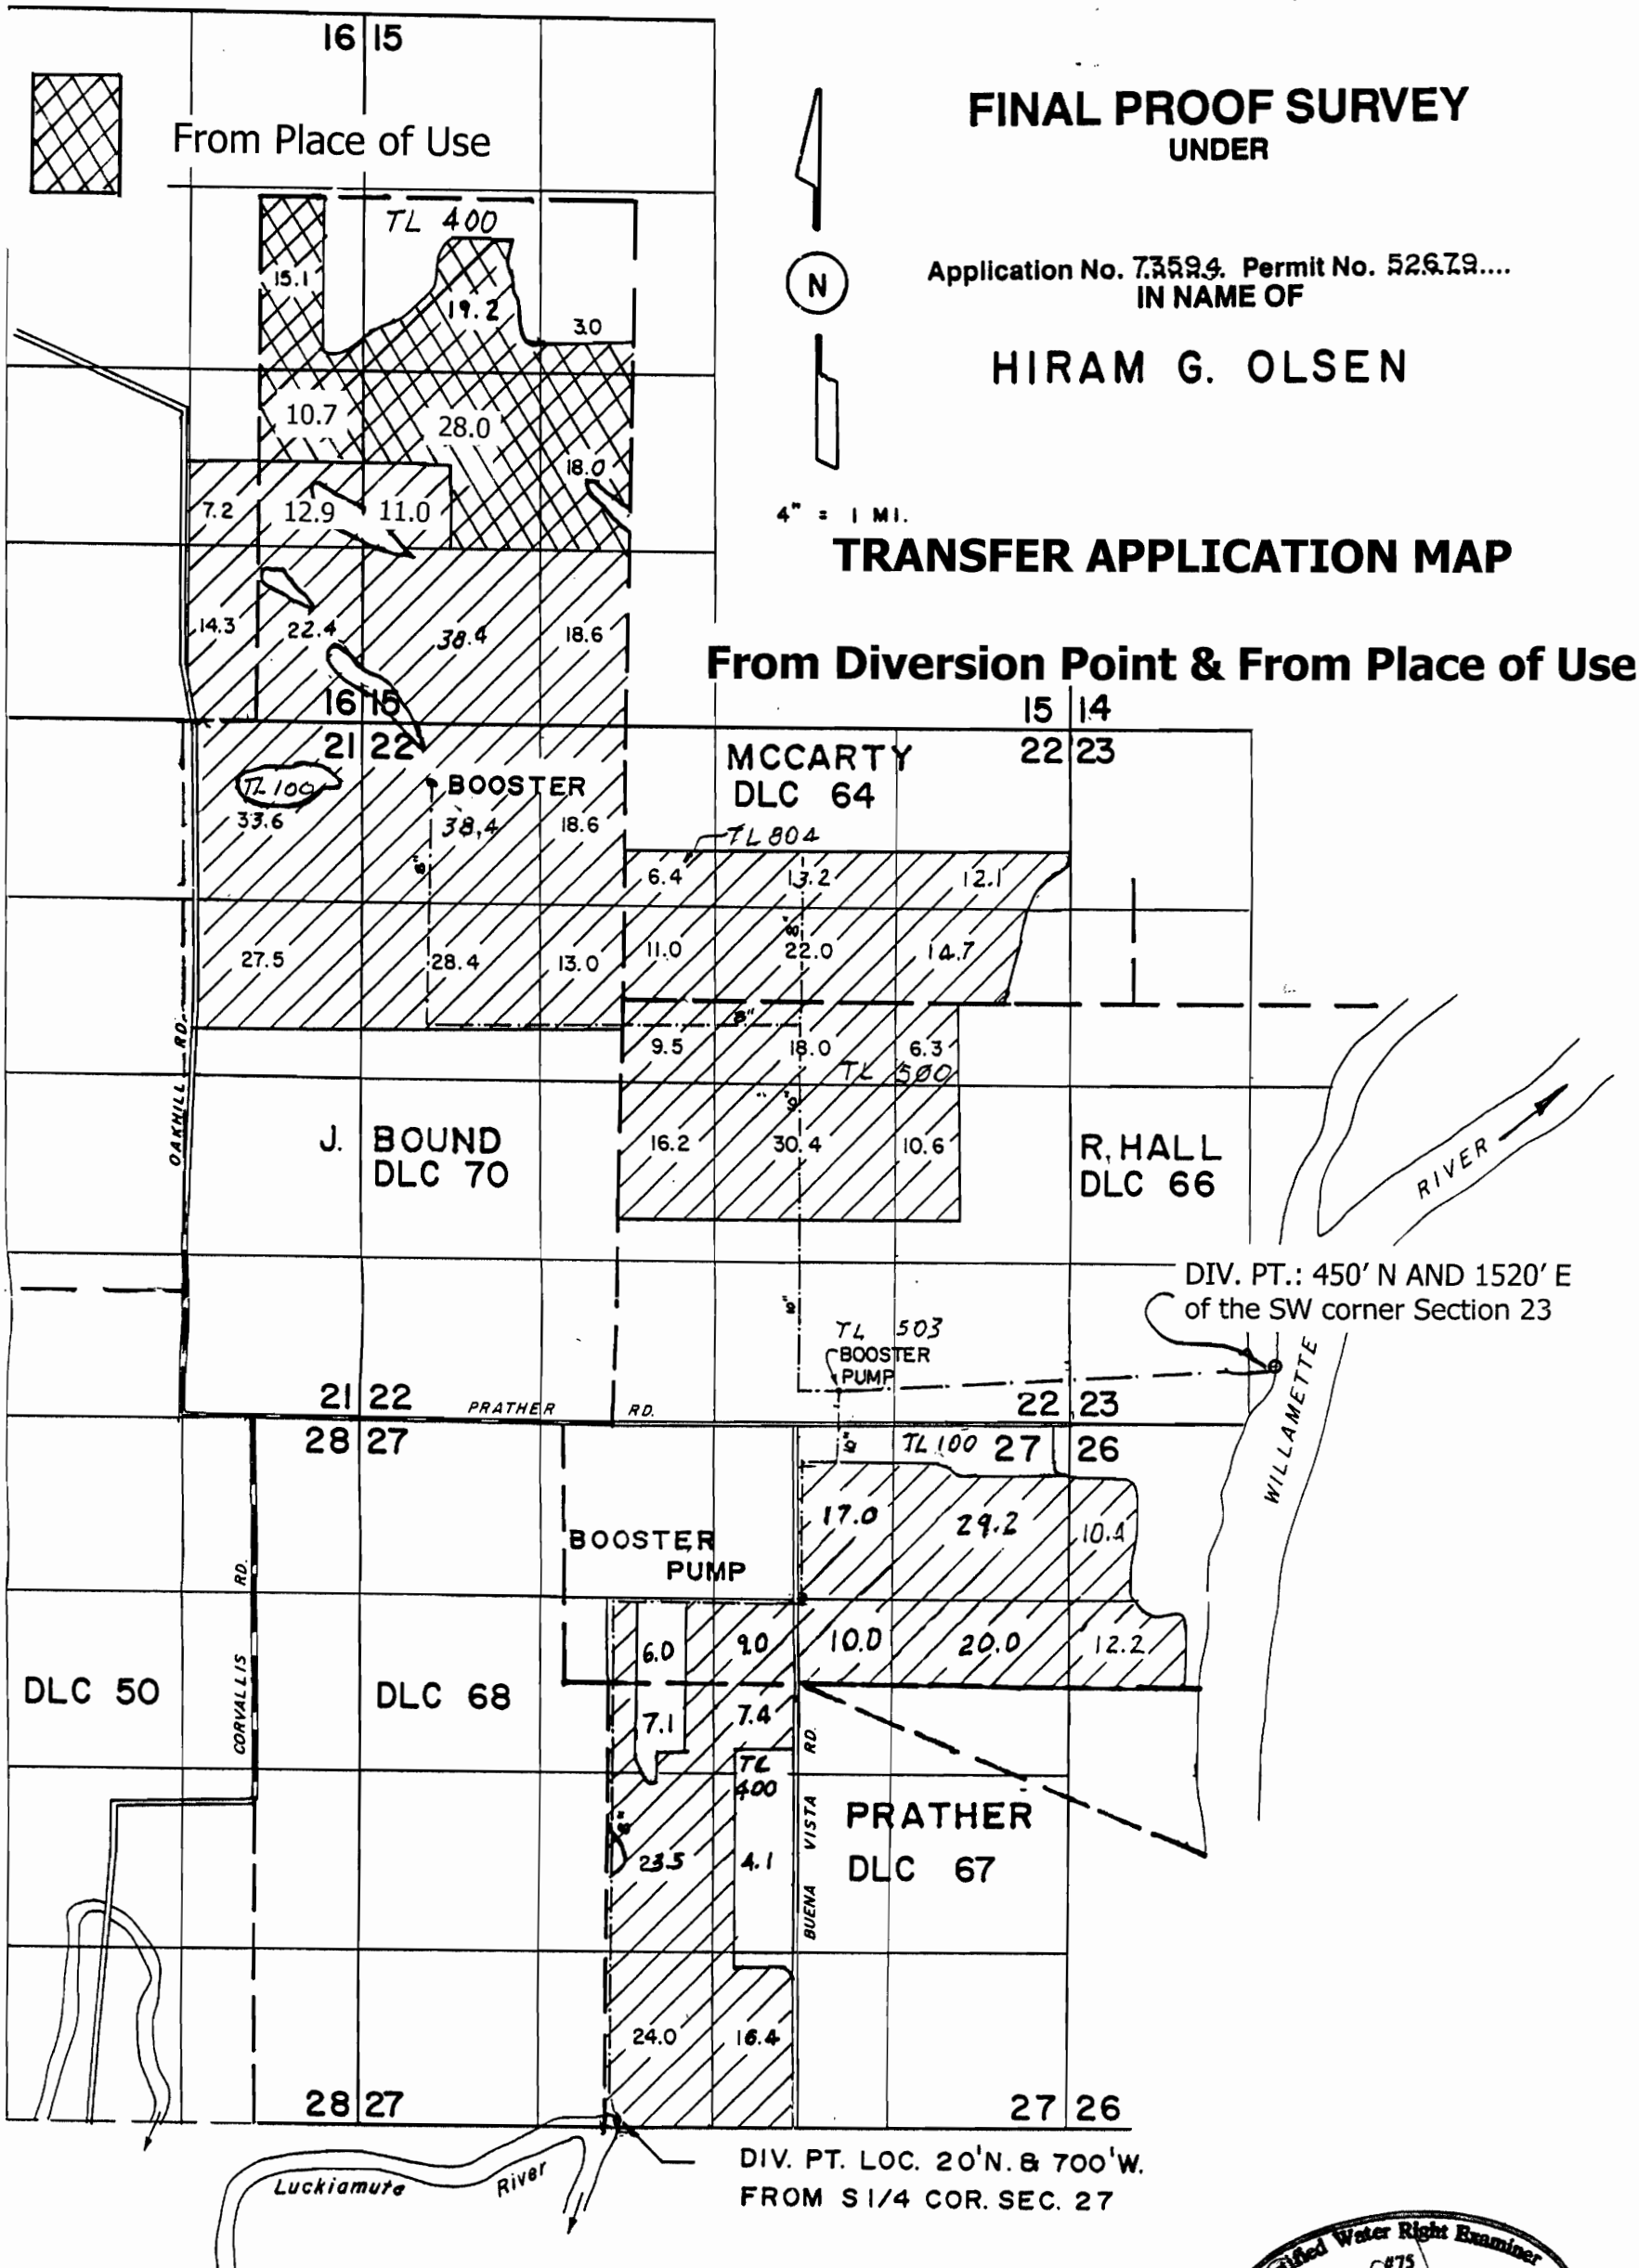 16 15
From Place of Use
FINAL PROOF SURVEY
UNDER
N
Application No. 73594. Permit No. 52679....
IN NAME OF
HIRAM G. OLSEN
4" = 1 MI.
TRANSFER APPLICATION MAP
From Diversion Point & From Place of Use
TL 400
15.1
19.2
3.0
10.7
28.0
18.0
7.2
12.9
11.0
14.3
22.4
38.4
18.6
16 15
21 22
15 14
22 23
TL 100
33.6
BOOSTER
38.4
18.6
8"
MCCARTY
DLC 64
TL 804
6.4
13.2
12.1
27.5
28.4
13.0
11.0
8"
22.0
14.7
OAKHILL RD.
8"
9.5
18.0
6.3
TL 500
J. BOUND
DLC 70
16.2
30.4
10.6
R. HALL
DLC 66
RIVER
WILLAMETTE
DIV. PT.: 450' N AND 1520' E
of the SW corner Section 23
TL 503
BOOSTER
PUMP
21 22
PRATHER RD.
22 23
28 27
TL 100
27 26
17.0
29.2
10.4
BOOSTER
PUMP
CORVALLIS RD.
6.0
9.0
10.0
20.0
12.2
DLC 50
DLC 68
7.1
7.4
TL
400
8"
23.5
4.1
BUENA VISTA RD.
PRATHER
DLC 67
24.0
16.4
28 27
27 26
Luckiamute River
DIV. PT. LOC. 20'N. & 700'W.
FROM S 1/4 COR. SEC. 27
Water Right Examiner
#75